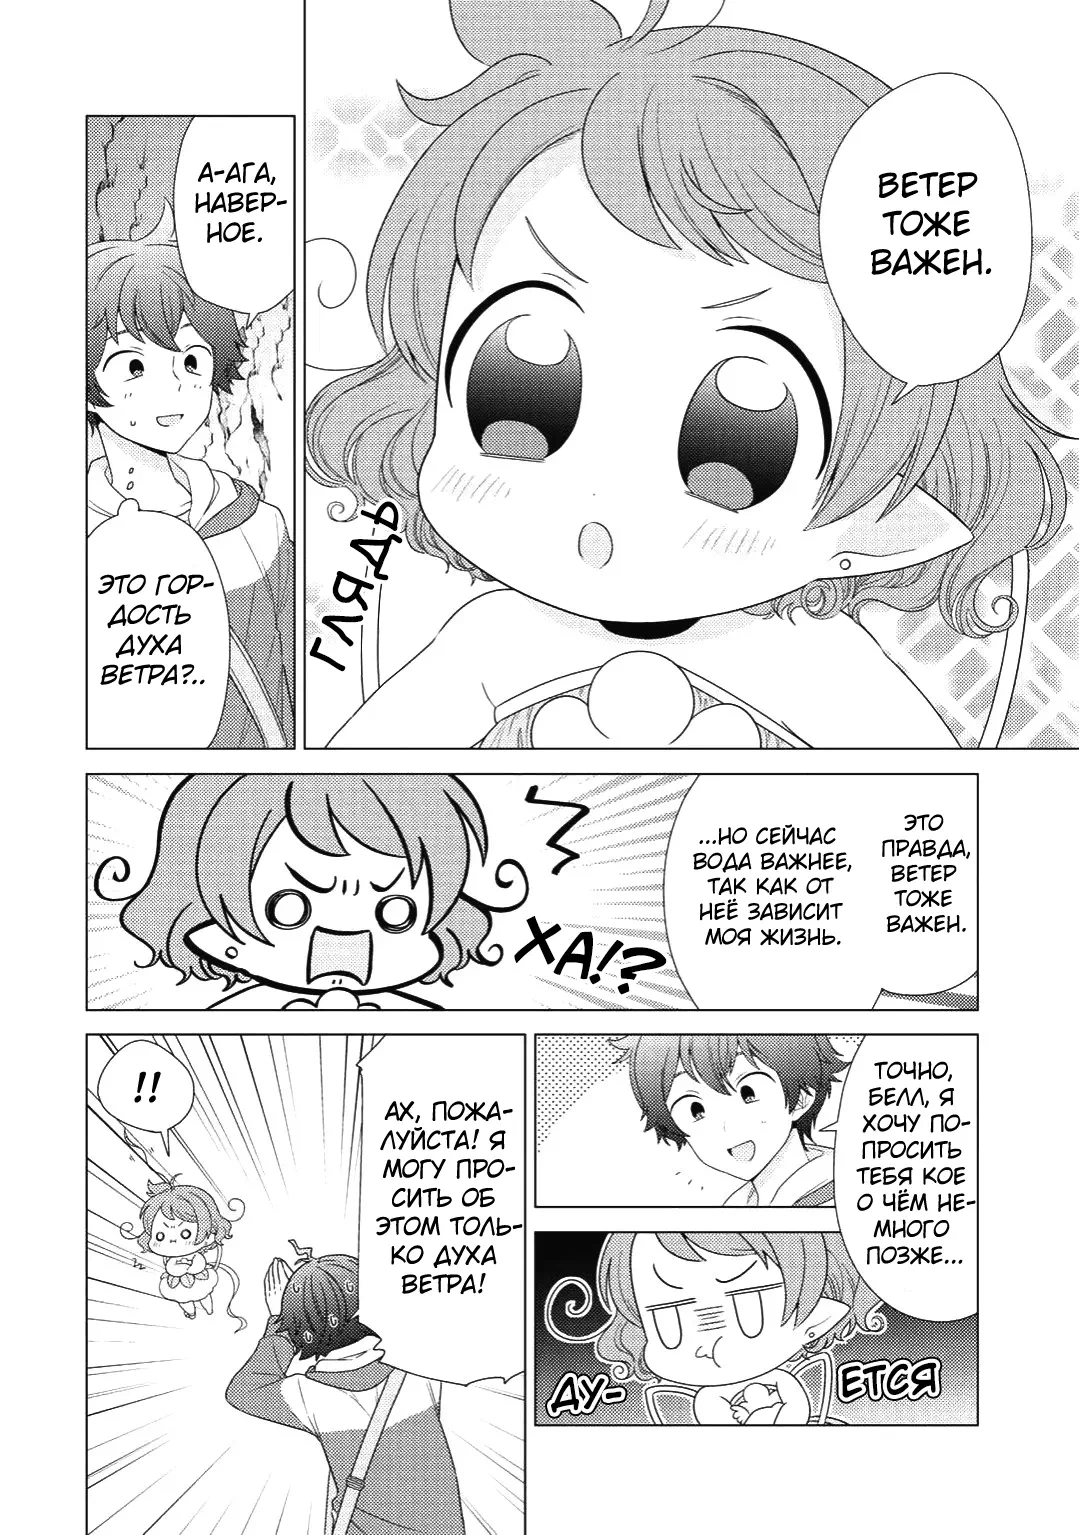 ВЕТЕР
ТОЖЕ
ВАЖЕН.
ГЛЯДЬ
А-АГА,
НАВЕР-
НОЕ.
ЭТО ГОР-
ДОСТЬ
ДУХА
ВЕТРА?..
ЭТО
ПРАВДА,
ВЕТЕР
ТОЖЕ
ВАЖЕН.
...НО СЕЙЧАС
ВОДА ВАЖНЕЕ,
ТАК КАК ОТ
НЕЁ ЗАВИСИТ
МОЯ ЖИЗНЬ.
ХА!?
ТОЧНО,
БЕЛЛ, Я
ХОЧУ ПО-
ПРОСИТЬ
ТЕБЯ КОЕ
О ЧЁМ НЕ-
МНОГО
ПОЗЖЕ...
ДУ-
ЕТСЯ
АХ, ПОЖА-
ЛУЙСТА! Я
МОГУ ПРО-
СИТЬ ОБ
ЭТОМ ТОЛЬ-
КО ДУХА
ВЕТРА!
!!